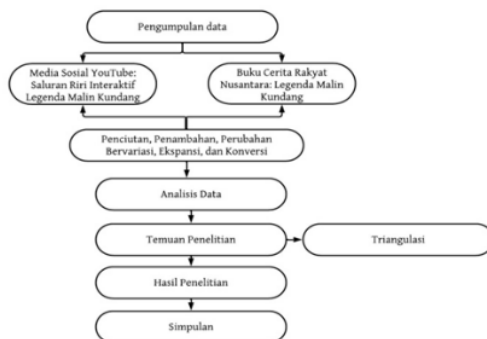 Pengumpulan data
Media Sosial YouTube:
Saluran Riri Interaktif
Legenda Malin Kundang
Buku Cerita Rakyat
Nusantara: Legenda Malin
Kundang
Penciutan, Penambahan, Perubahan
Bervariasi, Ekspansi, dan Konversi
Analisis Data
Temuan Penelitian
Triangulasi
Hasil Penelitian
Simpulan